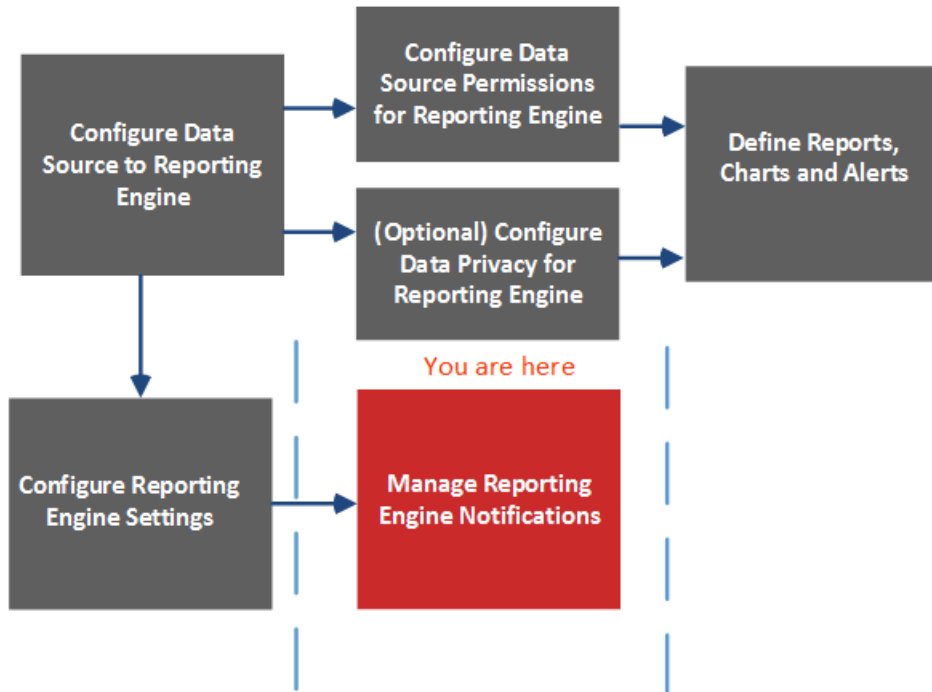 Configure Data
Source to Reporting
Engine
Configure Data
Source Permissions
for Reporting Engine
(Optional) Configure
Data Privacy for
Reporting Engine
Define Reports,
Charts and Alerts
You are here
Configure Reporting
Engine Settings
Manage Reporting
Engine Notifications